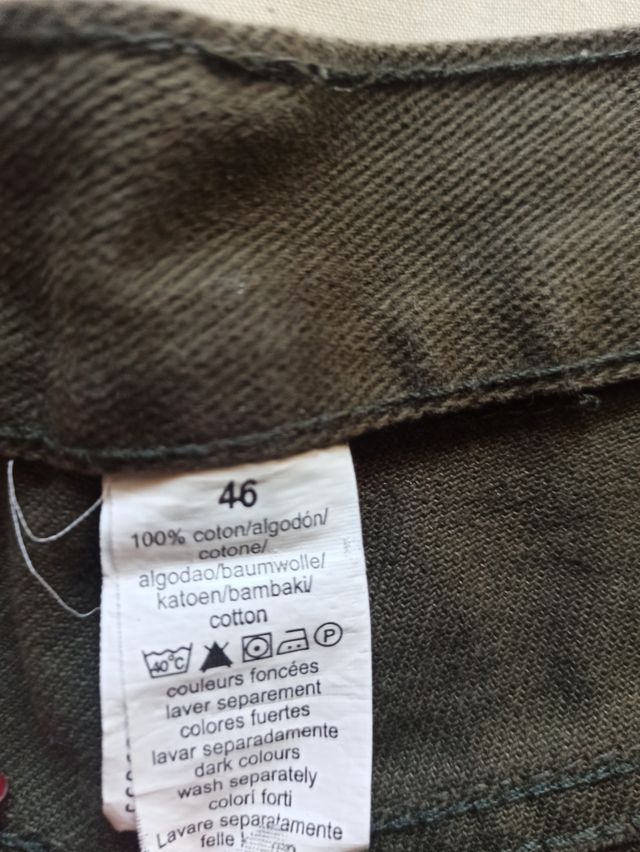 46
100% coton/algodón/
cotone/
algodao/baumwolle/
katoen/bambaki/
cotton
40°C P
couleurs foncées
laver separement
colores fuertes
lavar separadamente
dark colours
wash separately
colori forti
Lavare separatamente
felle